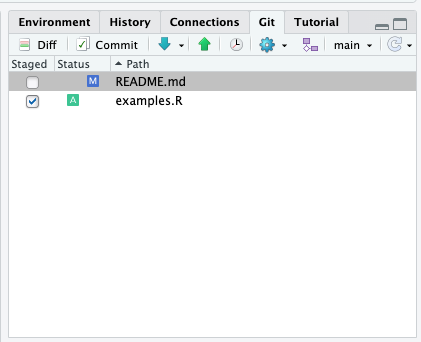 Environment History Connections Git Tutorial
Diff Commit main
Staged Status Path
M README.md
A examples.R